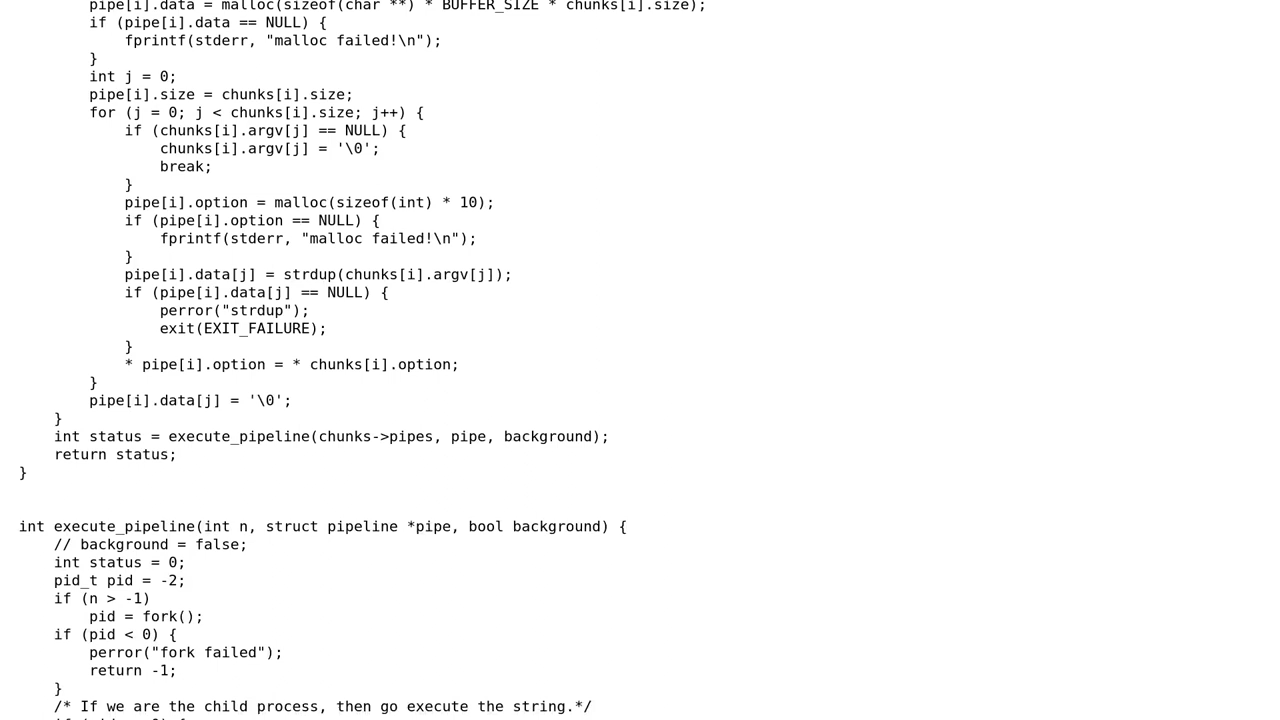 pipe[i].data = malloc(sizeof(char **) * BUFFER_SIZE * chunks[i].size);
if (pipe[i].data == NULL) {
fprintf(stderr, "malloc failed!\n");
}
int j = 0;
pipe[i].size = chunks[i].size;
for (j = 0; j < chunks[i].size; j++) {
if (chunks[i].argv[j] == NULL) {
chunks[i].argv[j] = '\0';
break;
}
pipe[i].option = malloc(sizeof(int) * 10);
if (pipe[i].option == NULL) {
fprintf(stderr, "malloc failed!\n");
}
pipe[i].data[j] = strdup(chunks[i].argv[j]);
if (pipe[i].data[j] == NULL) {
perror("strdup");
exit(EXIT_FAILURE);
}
* pipe[i].option = * chunks[i].option;
}
pipe[i].data[j] = '\0';
}
int status = execute_pipeline(chunks->pipes, pipe, background);
return status;
}
int execute_pipeline(int n, struct pipeline *pipe, bool background) {
// background = false;
int status = 0;
pid_t pid = -2;
if (n > -1)
pid = fork();
if (pid < 0) {
perror("fork failed");
return -1;
}
/* If we are the child process, then go execute the string.*/